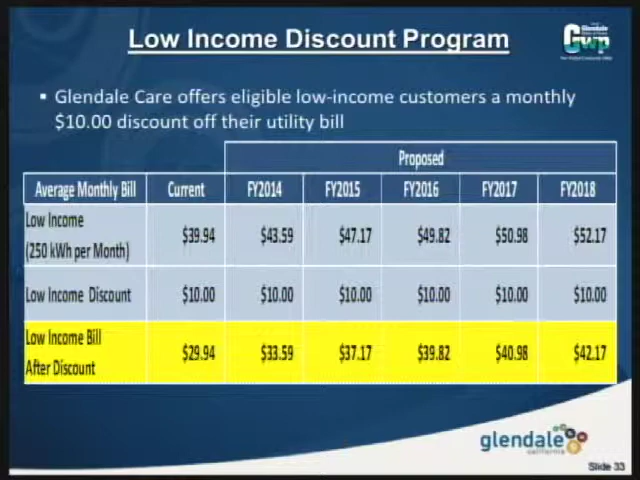 Low Income Discount Program
Glendale
GWP
▪ Glendale Care offers eligible low-income customers a monthly
$10.00 discount off their utility bill
Proposed
Average Monthly Bill Current FY2014 FY2015 FY2016 FY2017 FY2018
Low Income
(250 kWh per Month) $39.94 $43.59 $47.17 $49.82 $50.98 $52.17
Low Income Discount $10.00 $10.00 $10.00 $10.00 $10.00 $10.00
Low Income Bill
After Discount $29.94 $33.59 $37.17 $39.82 $40.98 $42.17
glendale
california
Slide 33